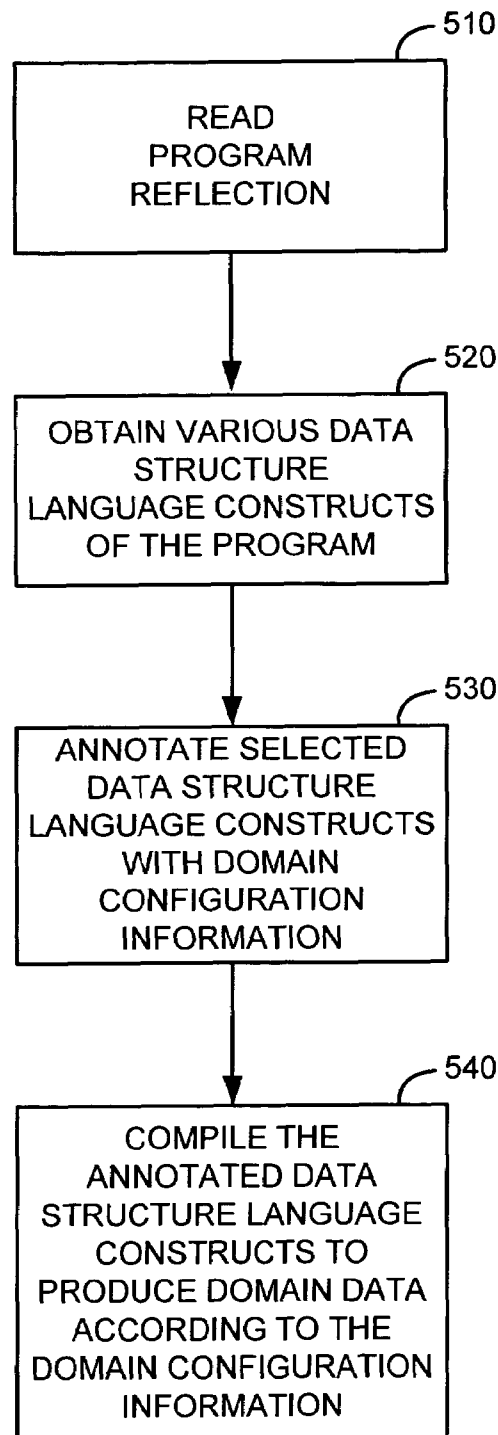 510
READ
PROGRAM
REFLECTION
520
OBTAIN VARIOUS DATA
STRUCTURE
LANGUAGE CONSTRUCTS
OF THE PROGRAM
530
ANNOTATE SELECTED
DATA STRUCTURE
LANGUAGE CONSTRUCTS
WITH DOMAIN
CONFIGURATION
INFORMATION
540
COMPILE THE
ANNOTATED DATA
STRUCTURE LANGUAGE
CONSTRUCTS TO
PRODUCE DOMAIN DATA
ACCORDING TO THE
DOMAIN CONFIGURATION
INFORMATION